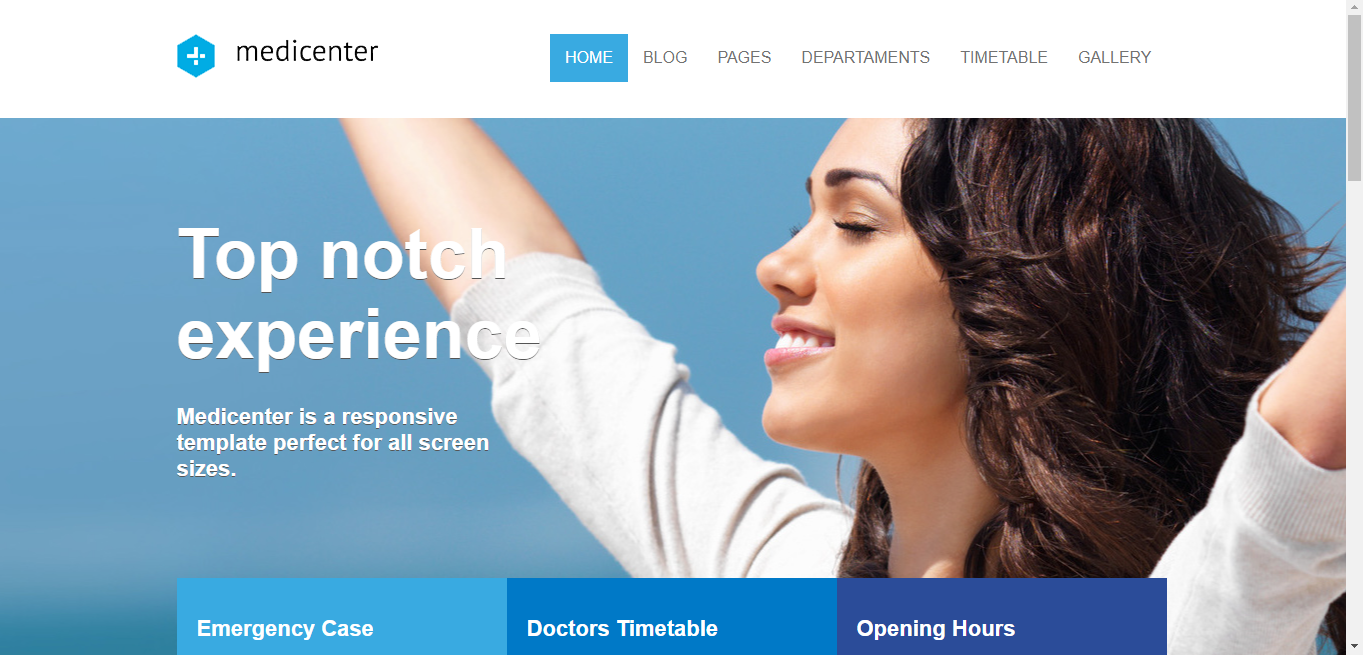 medicenter
HOME BLOG PAGES DEPARTAMENTS TIMETABLE GALLERY
Top notch
experience
Medicenter is a responsive
template perfect for all screen
sizes.
Emergency Case
Doctors Timetable
Opening Hours